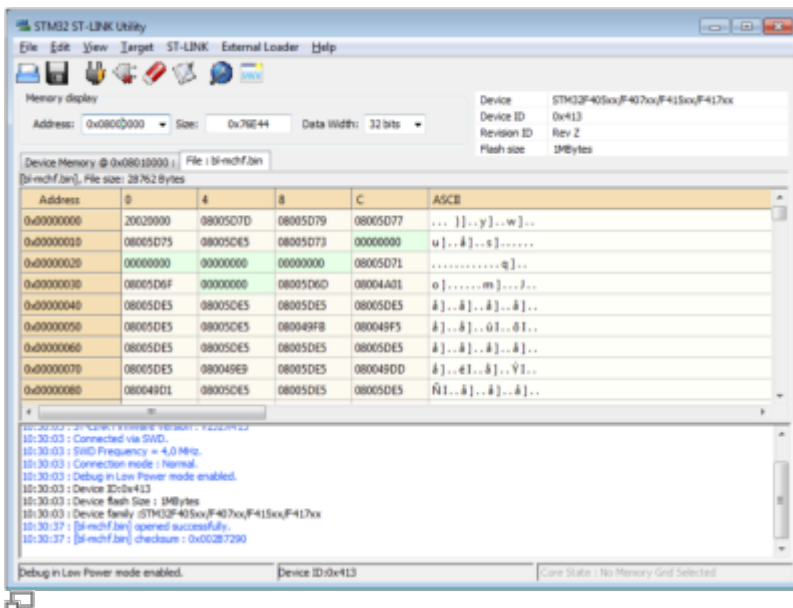 STM32 ST-LINK Utility
File Edit View Target ST-LINK External Loader Help
Memory display
Address: 0x08000000 Size: 0x76E44 Data Width: 32 bits
Device STM32F405xx/F407xx/F415xx/F417xx
Device ID 0x413
Revision ID Rev Z
Flash size 1MBytes
Device Memory @ 0x08010000 : File : bl-mchf.bin
[bl-mchf.bin], File size: 28762 Bytes
Address 0 4 8 C ASCII
0x00000000 20020000 08005D7D 08005D79 08005D77 ... }]..y]..w]..
0x00000010 08005D75 08005DE5 08005D73 00000000 u]..å]..s]......
0x00000020 00000000 00000000 00000000 08005D71 ............q]..
0x00000030 08005D6F 00000000 08005D6D 08004A01 o]......m]...J..
0x00000040 08005DE5 08005DE5 08005DE5 08005DE5 å]..å]..å]..å]..
0x00000050 08005DE5 08005DE5 080049FB 080049F5 å]..å]..ûI..õI..
0x00000060 08005DE5 08005DE5 08005DE5 08005DE5 å]..å]..å]..å]..
0x00000070 08005DE5 080049E9 08005DE5 080049DD å]..éI..å]..ÝI..
0x00000080 080049D1 08005DE5 08005DE5 08005DE5 ÑI..å]..å]..å]..
10:30:03 : Connected via SWD.
10:30:03 : SWD Frequency = 4,0 MHz.
10:30:03 : Connection mode : Normal.
10:30:03 : Debug in Low Power mode enabled.
10:30:03 : Device ID:0x413
10:30:03 : Device flash Size : 1MBytes
10:30:03 : Device family :STM32F405xx/F407xx/F415xx/F417xx
10:30:37 : [bl-mchf.bin] opened successfully.
10:30:37 : [bl-mchf.bin] checksum : 0x002B7290
Debug in Low Power mode enabled. Device ID:0x413 Core State : No Memory Grid Selected